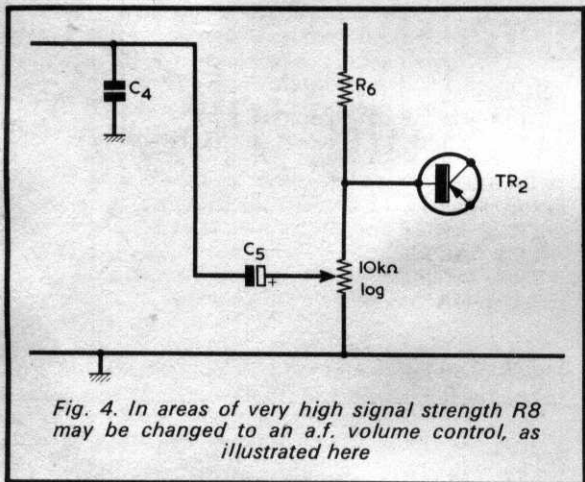 C4
R6
TR2
C5
+
10kΩ
log
Fig. 4. In areas of very high signal strength R8
may be changed to an a.f. volume control, as
illustrated here